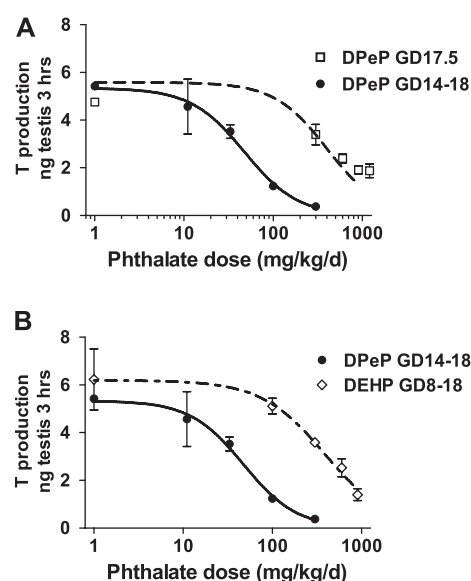 A
8
6
4
2
0
T production
ng testis 3 hrs
DPeP GD17.5
DPeP GD14-18
1
10
100
1000
Phthalate dose (mg/kg/d)
B
8
6
4
2
0
T production
ng testis 3 hrs
DPeP GD14-18
DEHP GD8-18
1
10
100
1000
Phthalate dose (mg/kg/d)